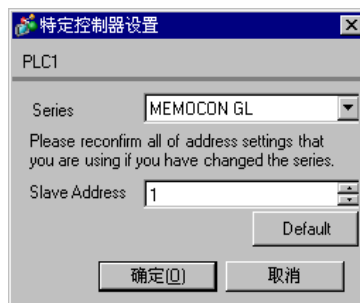 特定控制器设置
PLC1
Series MEMOCON GL
Please reconfirm all of address settings that
you are using if you have changed the series.
Slave Address 1
Default
确定(O) 取消